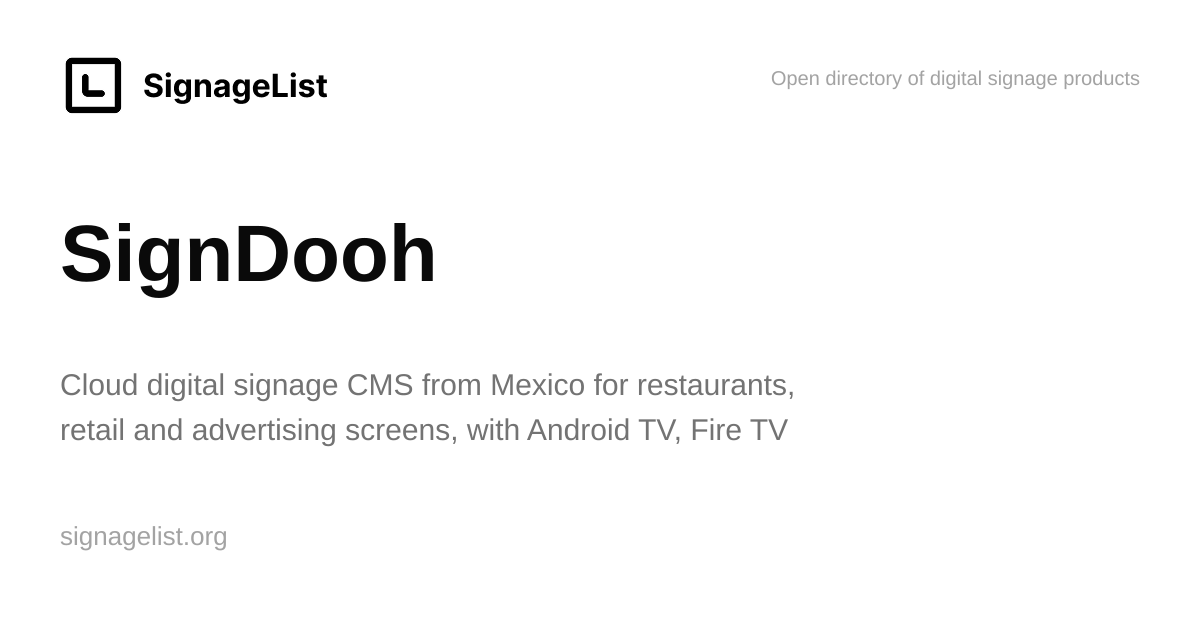 SignageList
Open directory of digital signage products
SignDooh
Cloud digital signage CMS from Mexico for restaurants,
retail and advertising screens, with Android TV, Fire TV
signagelist.org